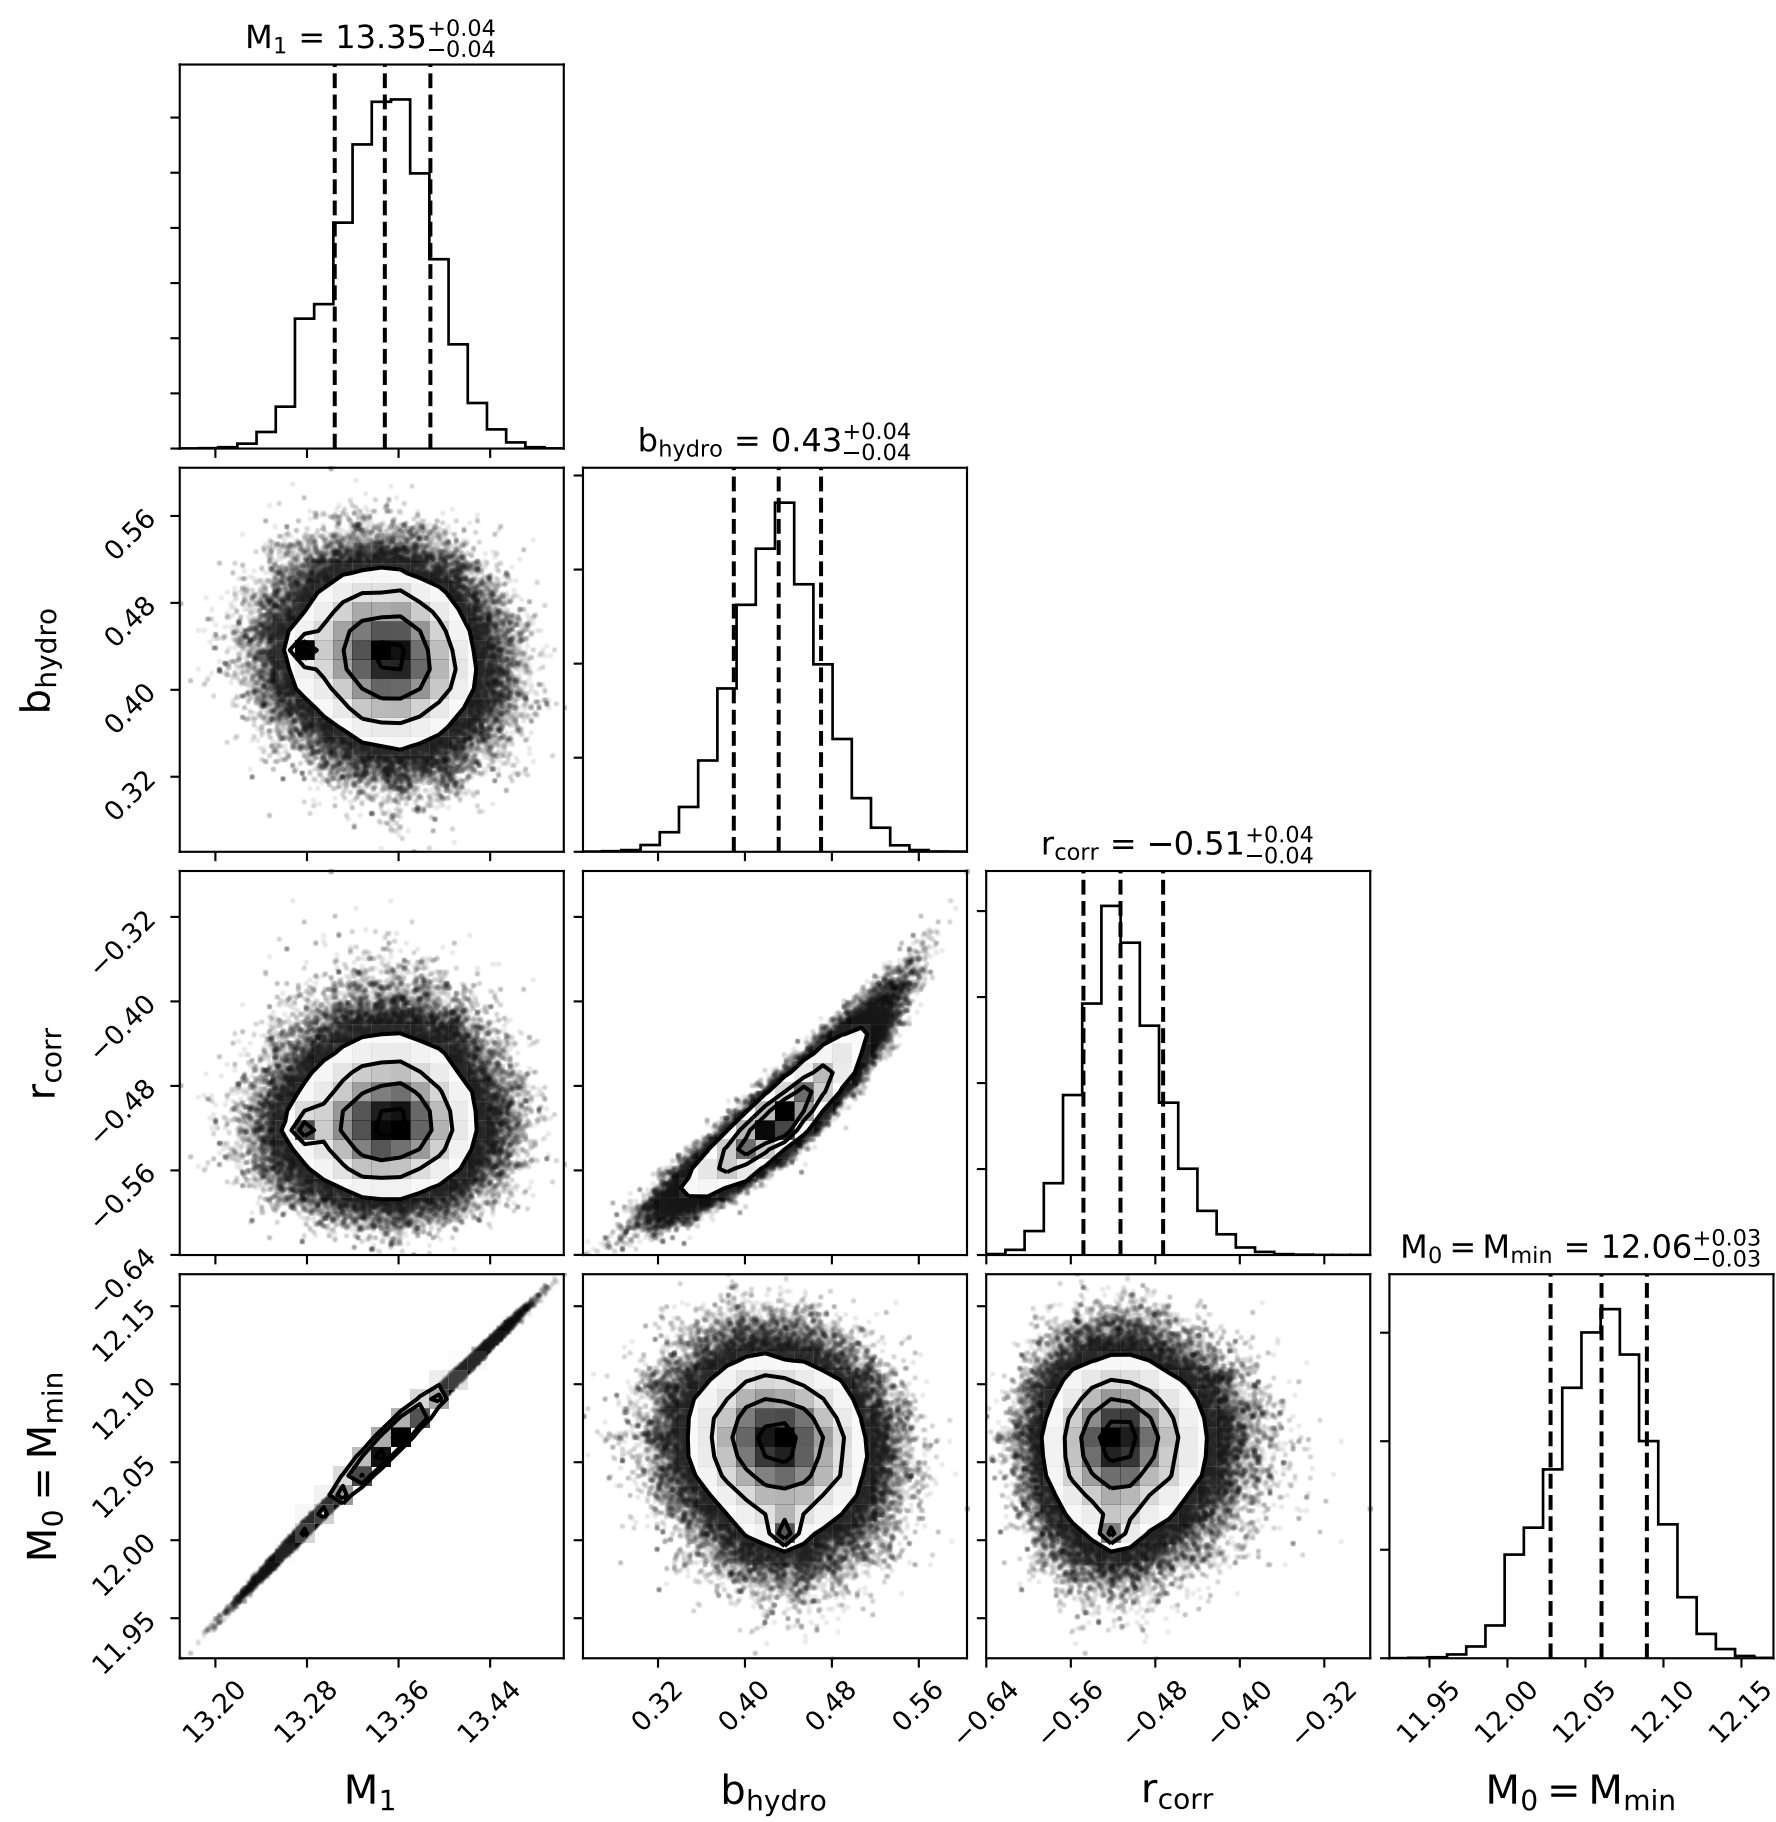 M₁ = 13.35+0.04 −0.04
b_hydro = 0.43+0.04 −0.04
0.56
0.48
0.40
0.32
b_hydro
r_corr = −0.51+0.04 −0.04
−0.32
−0.40
−0.48
−0.56
−0.64
r_corr
M₀ = M_min = 12.06+0.03 −0.03
12.15
12.10
12.05
12.00
11.95
M₀ = M_min
13.20 13.28 13.36 13.44
0.32 0.40 0.48 0.56
−0.64 −0.56 −0.48 −0.40 −0.32
11.95 12.00 12.05 12.10 12.15
M₁ b_hydro r_corr M₀ = M_min